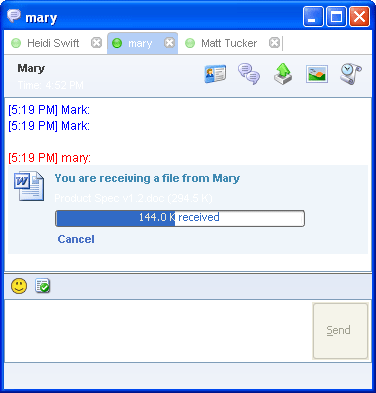 mary
Heidi Swift mary Matt Tucker
Mary
Time: 4:52 PM
[5:19 PM] Mark:
[5:19 PM] Mark:
[5:19 PM] mary:
You are receiving a file from Mary
Product Spec v1.2.doc (294.5 K)
144.0 K received
Cancel
Send